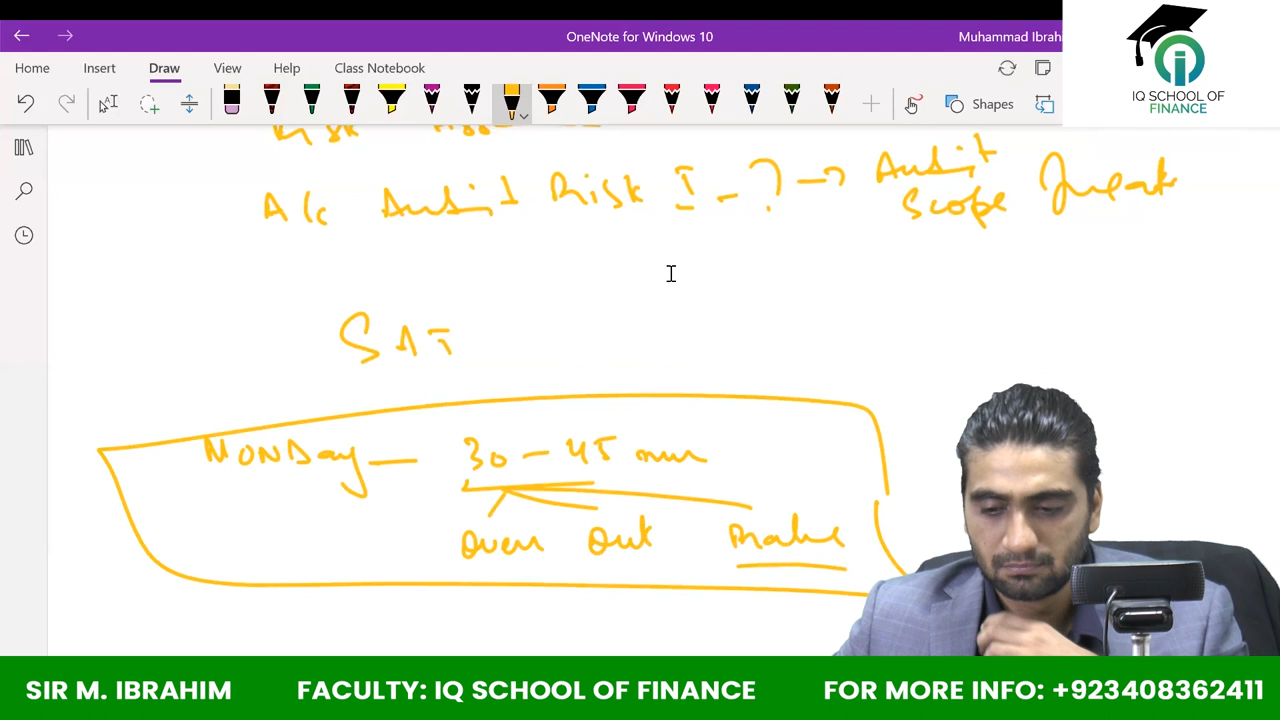 OneNote for Windows 10
Muhammad Ibrah
Home Insert Draw View Help Class Notebook
Shapes
IQ SCHOOL OF
FINANCE
Risk
A/c Audit Risk I - ? → Audit
Scope
SAT
MONDay — 30 - 45 min
Over Out
SIR M. IBRAHIM FACULTY: IQ SCHOOL OF FINANCE FOR MORE INFO: +923408362411